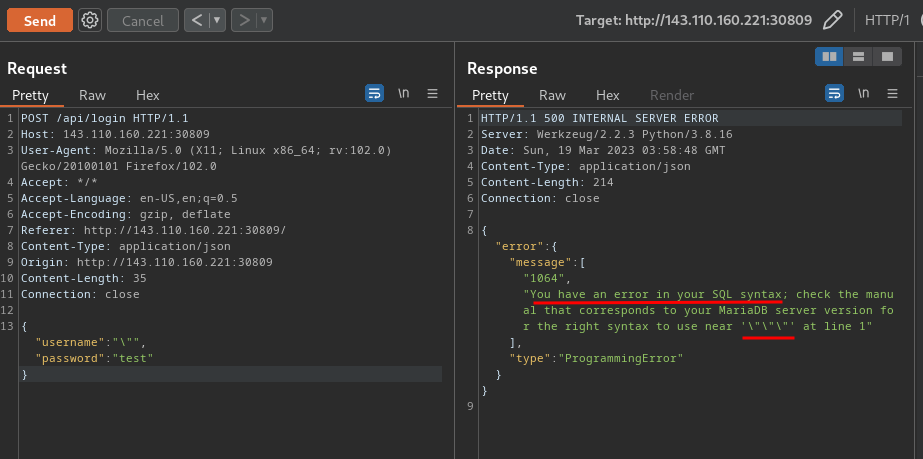 Send Cancel < > Target: http://143.110.160.221:30809 HTTP/1
Request
Pretty Raw Hex \n
1 POST /api/login HTTP/1.1
2 Host: 143.110.160.221:30809
3 User-Agent: Mozilla/5.0 (X11; Linux x86_64; rv:102.0)
Gecko/20100101 Firefox/102.0
4 Accept: */*
5 Accept-Language: en-US,en;q=0.5
6 Accept-Encoding: gzip, deflate
7 Referer: http://143.110.160.221:30809/
8 Content-Type: application/json
9 Origin: http://143.110.160.221:30809
10 Content-Length: 35
11 Connection: close
12
13 {
"username":"\"",
"password":"test"
}
Response
Pretty Raw Hex Render \n
1 HTTP/1.1 500 INTERNAL SERVER ERROR
2 Server: Werkzeug/2.2.3 Python/3.8.16
3 Date: Sun, 19 Mar 2023 03:58:48 GMT
4 Content-Type: application/json
5 Content-Length: 214
6 Connection: close
7
8 {
"error":{
"message":[
"1064",
"You have an error in your SQL syntax; check the manu
al that corresponds to your MariaDB server version fo
r the right syntax to use near '\"\"\"' at line 1"
],
"type":"ProgrammingError"
}
}
9